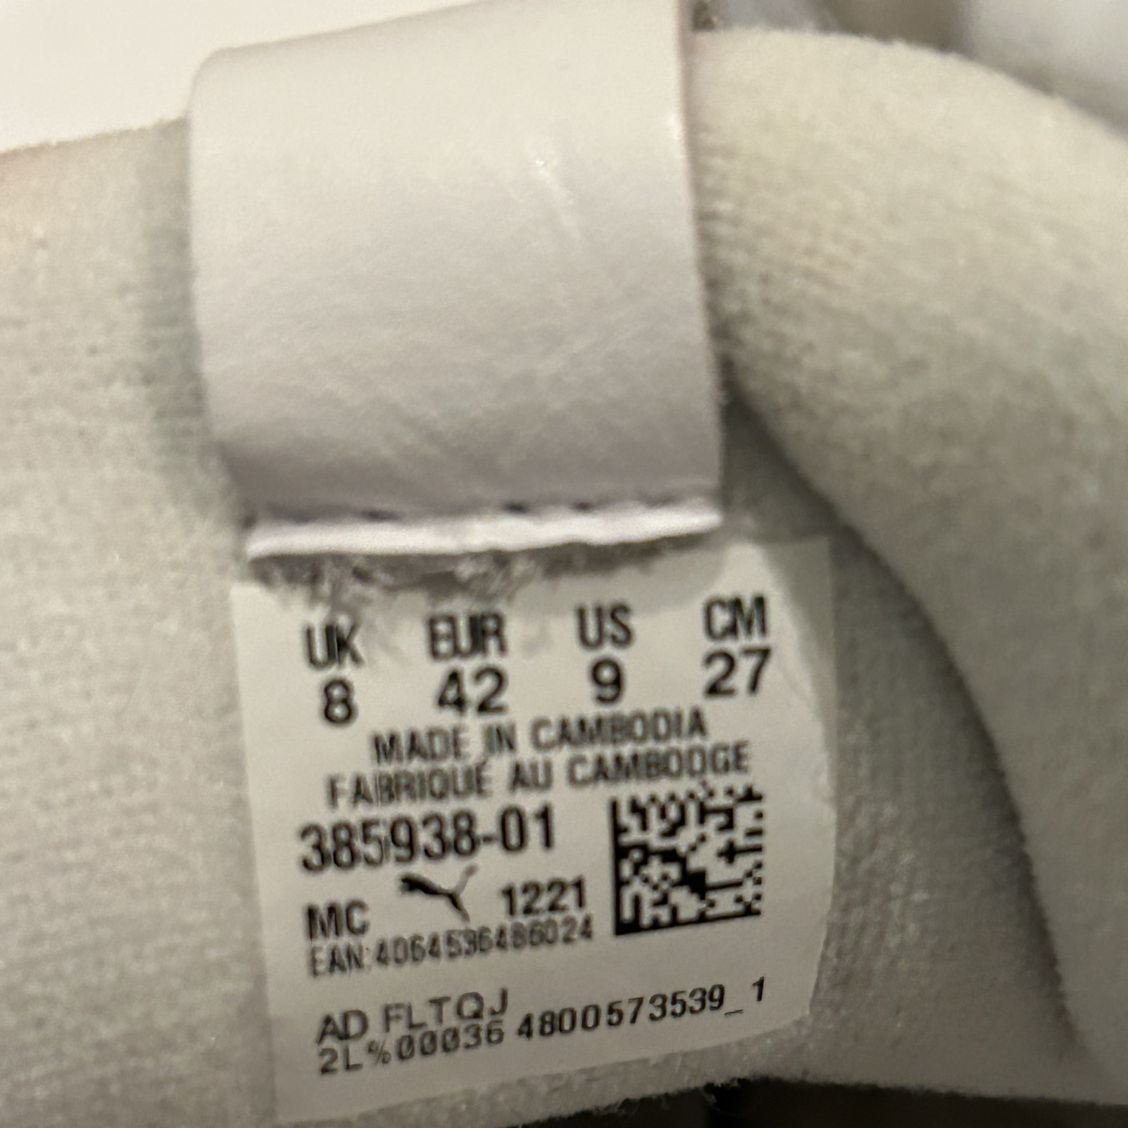 UK EUR US CM
8 42 9 27
MADE IN CAMBODIA
FABRIQUÉ AU CAMBODGE
385938-01
MC 1221
EAN:4064536486024
AD FLTQJ
2L%00036 4800573539_1